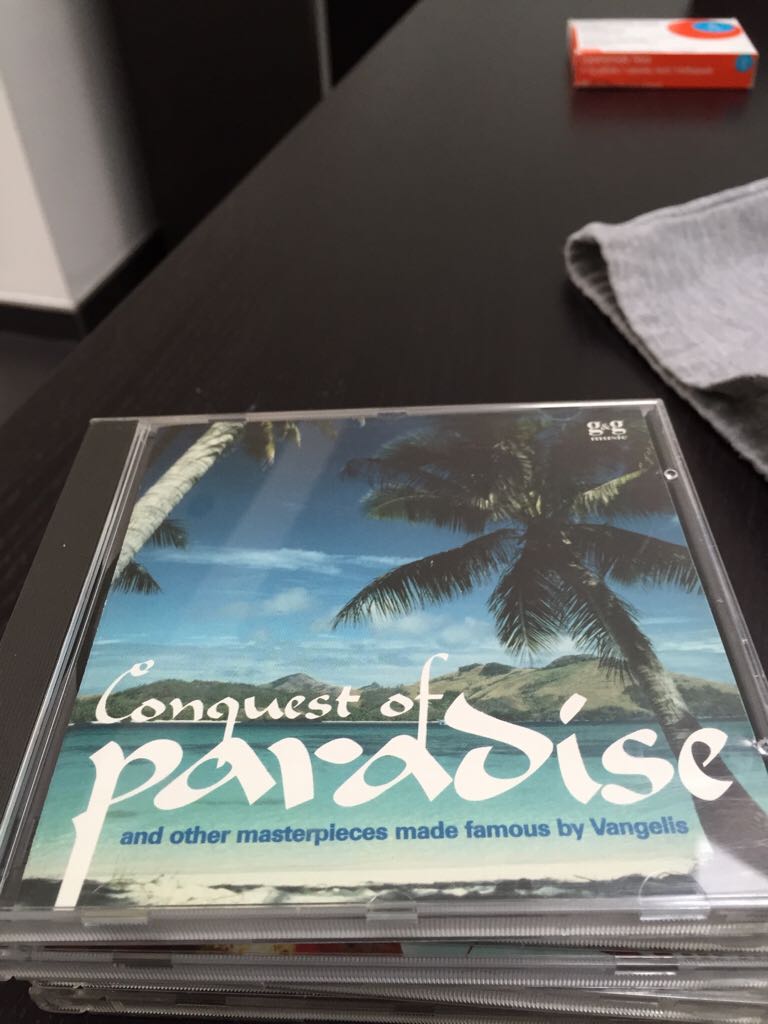 g&g
music
Conquest of
paradise
and other masterpieces made famous by Vangelis